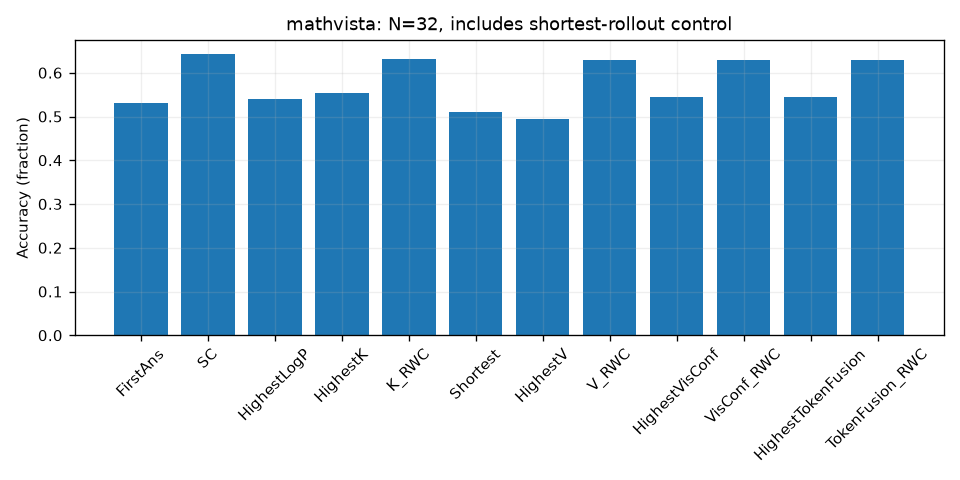 mathvista: N=32, includes shortest-rollout control
Accuracy (fraction)
0.6
0.5
0.4
0.3
0.2
0.1
0.0
FirstAns
SC
HighestLogP
HighestK
K_RWC
Shortest
HighestV
V_RWC
HighestVisConf
VisConf_RWC
HighestTokenFusion
TokenFusion_RWC